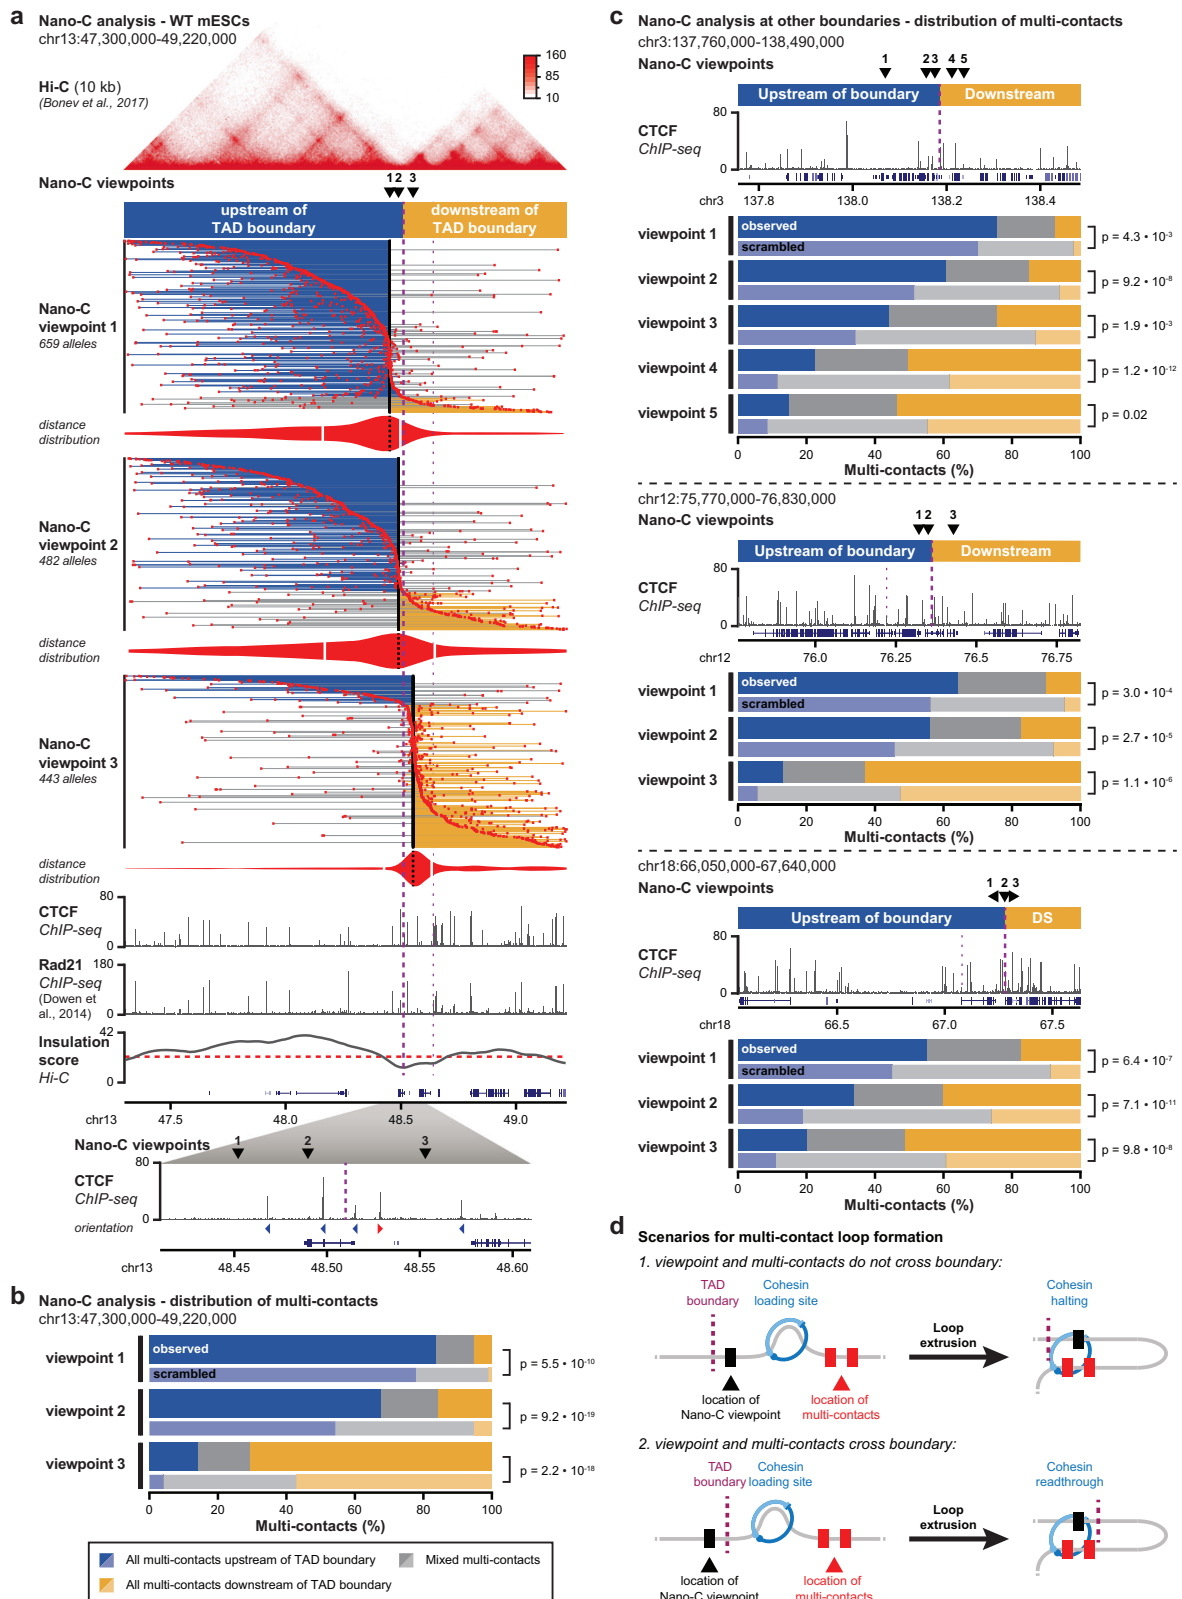 a
Nano-C analysis - WT mESCs
chr13:47,300,000-49,220,000
Hi-C (10 kb)
(Bonev et al., 2017)
160
85
10
Nano-C viewpoints
1 2 3
upstream of
TAD boundary
downstream of
TAD boundary
Nano-C
viewpoint 1
659 alleles
distance
distribution
Nano-C
viewpoint 2
482 alleles
distance
distribution
Nano-C
viewpoint 3
443 alleles
distance
distribution
80
CTCF
ChIP-seq
0
Rad21
180
ChIP-seq
(Dowen et
al., 2014)
0
42
Insulation
score
Hi-C
0
chr13
47.5 48.0 48.5 49.0
Nano-C viewpoints
1 2 3
80
CTCF
ChIP-seq
0
orientation
chr13
48.45 48.50 48.55 48.60
b
Nano-C analysis - distribution of multi-contacts
chr13:47,300,000-49,220,000
viewpoint 1
observed
scrambled
p = 5.5 • 10-10
viewpoint 2
p = 9.2 • 10-19
viewpoint 3
p = 2.2 • 10-18
0 20 40 60 80 100
Multi-contacts (%)
All multi-contacts upstream of TAD boundary
Mixed multi-contacts
All multi-contacts downstream of TAD boundary
c
Nano-C analysis at other boundaries - distribution of multi-contacts
chr3:137,760,000-138,490,000
Nano-C viewpoints
1 2 3 4 5
Upstream of boundary
Downstream
80
CTCF
ChIP-seq
0
chr3
137.8 138.0 138.2 138.4
viewpoint 1
observed
scrambled
p = 4.3 • 10-3
viewpoint 2
p = 9.2 • 10-8
viewpoint 3
p = 1.9 • 10-3
viewpoint 4
p = 1.2 • 10-12
viewpoint 5
p = 0.02
0 20 40 60 80 100
Multi-contacts (%)
chr12:75,770,000-76,830,000
Nano-C viewpoints
1 2 3
Upstream of boundary
Downstream
80
CTCF
ChIP-seq
0
chr12
76.0 76.25 76.5 76.75
viewpoint 1
observed
scrambled
p = 3.0 • 10-4
viewpoint 2
p = 2.7 • 10-5
viewpoint 3
p = 1.1 • 10-6
0 20 40 60 80 100
Multi-contacts (%)
chr18:66,050,000-67,640,000
Nano-C viewpoints
1 2 3
Upstream of boundary
DS
80
CTCF
ChIP-seq
0
chr18
66.5 67.0 67.5
viewpoint 1
observed
scrambled
p = 6.4 • 10-7
viewpoint 2
p = 7.1 • 10-11
viewpoint 3
p = 9.8 • 10-8
0 20 40 60 80 100
Multi-contacts (%)
d
Scenarios for multi-contact loop formation
1. viewpoint and multi-contacts do not cross boundary:
TAD
boundary
Cohesin
loading site
Cohesin
halting
Loop
extrusion
location of
Nano-C viewpoint
location of
multi-contacts
2. viewpoint and multi-contacts cross boundary:
TAD
boundary
Cohesin
loading site
Cohesin
readthrough
Loop
extrusion
location of
Nano-C viewpoint
location of
multi-contacts